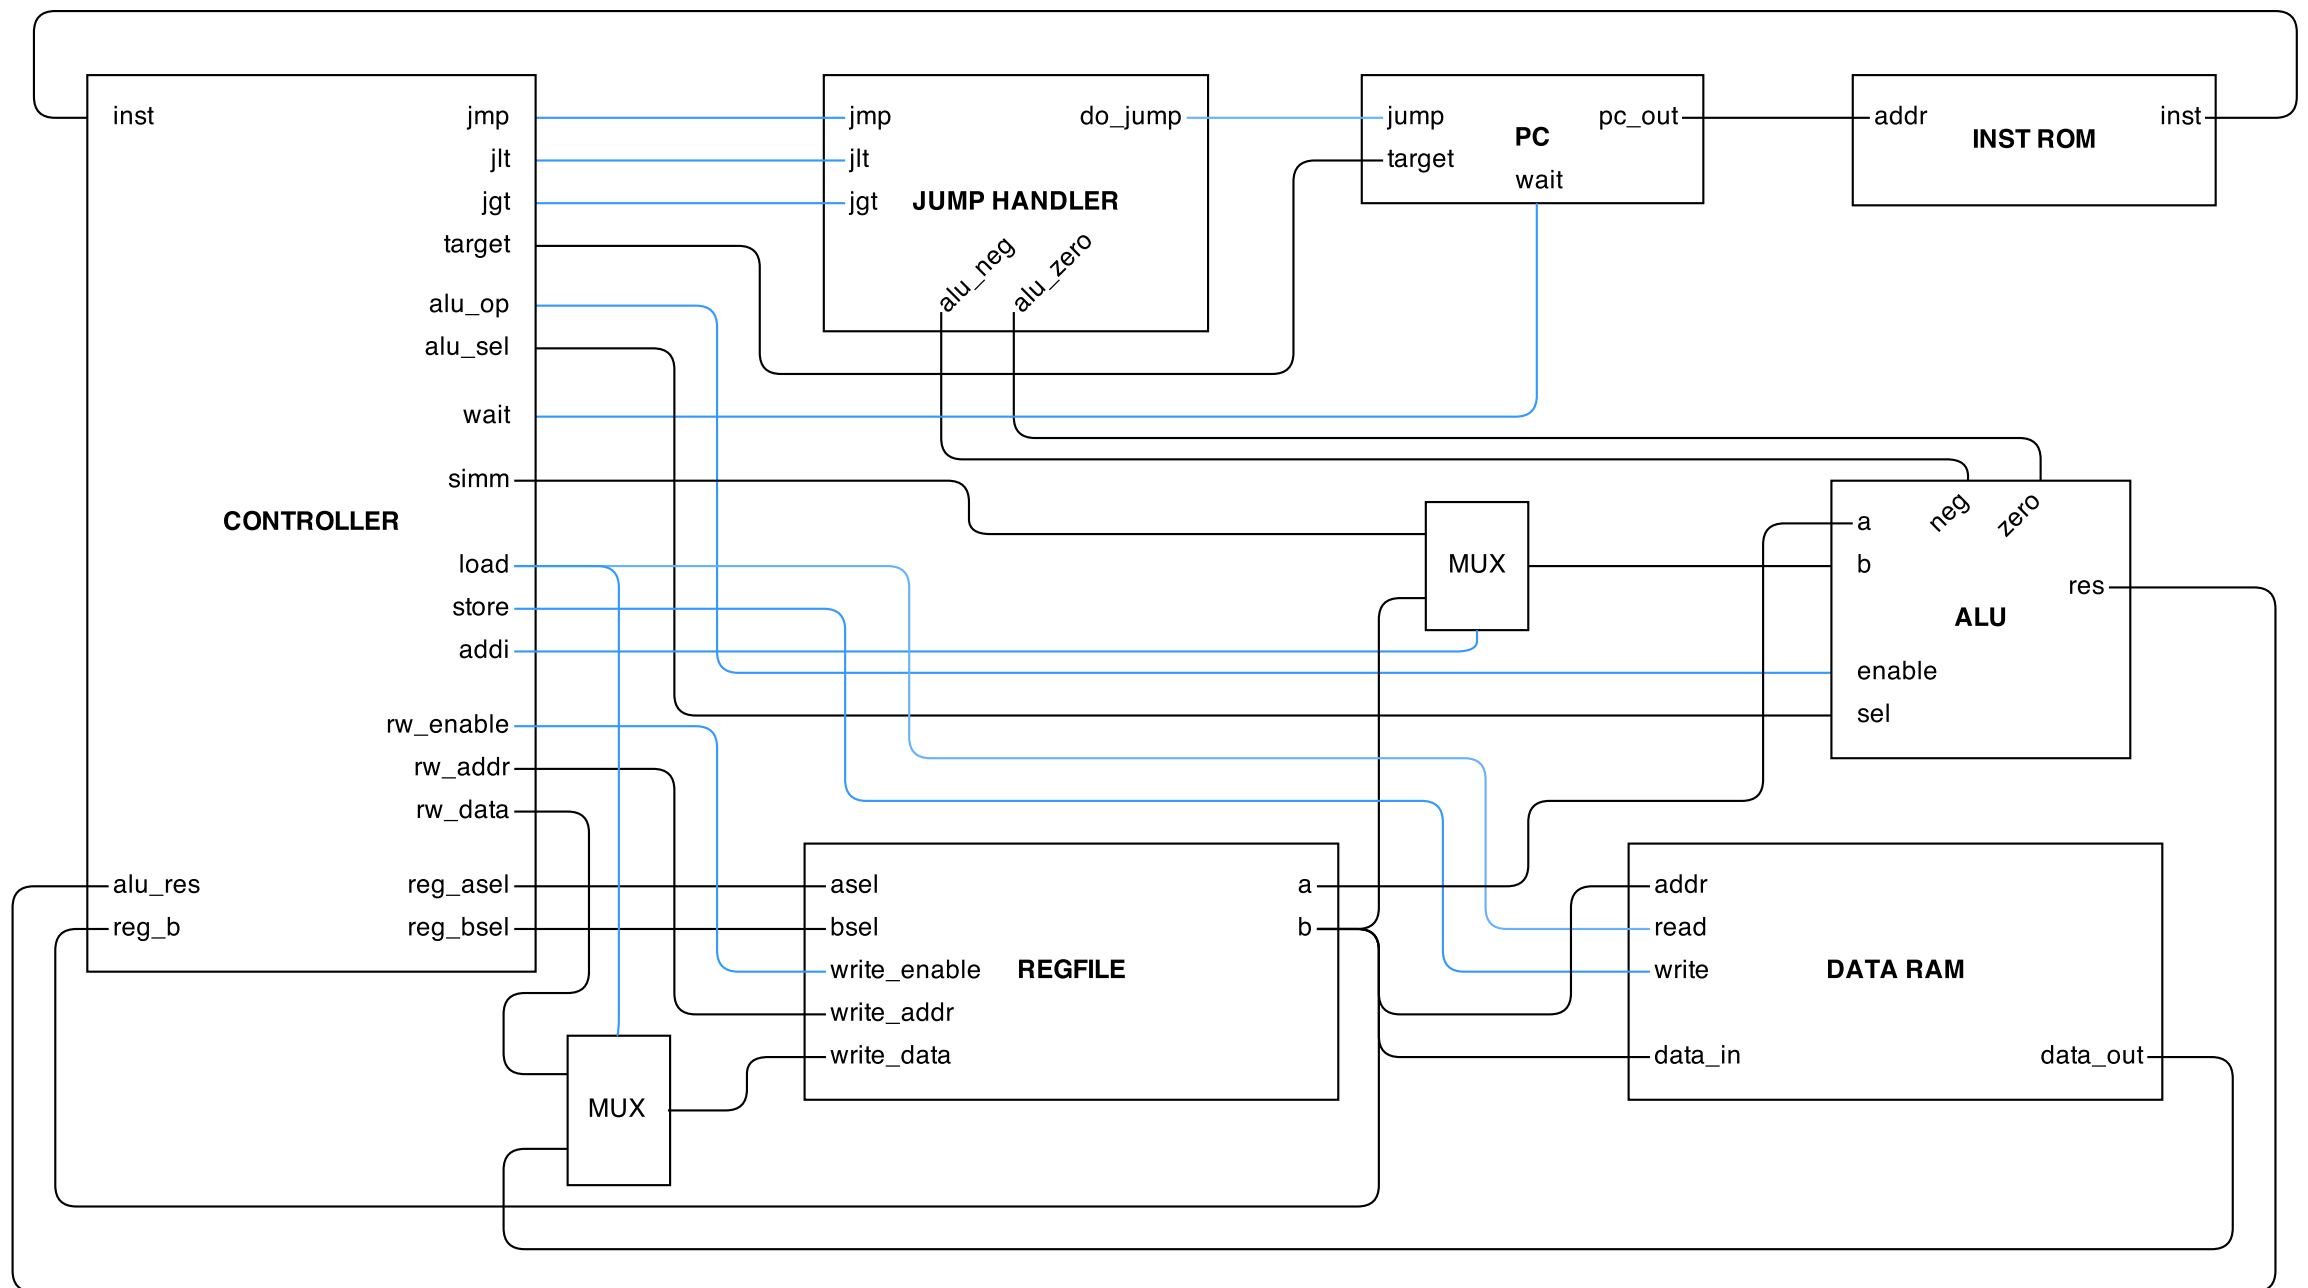 inst
jmp
jlt
jgt
target
alu_op
alu_sel
wait
simm
CONTROLLER
load
store
addi
rw_enable
rw_addr
rw_data
alu_res
reg_asel
reg_b
reg_bsel
jmp
do_jump
jlt
jgt
JUMP HANDLER
alu_neg
alu_zero
jump
pc_out
PC
target
wait
addr
inst
INST ROM
MUX
a
neg
zero
b
res
ALU
enable
sel
MUX
asel
a
bsel
b
write_enable
REGFILE
write_addr
write_data
addr
read
write
DATA RAM
data_in
data_out